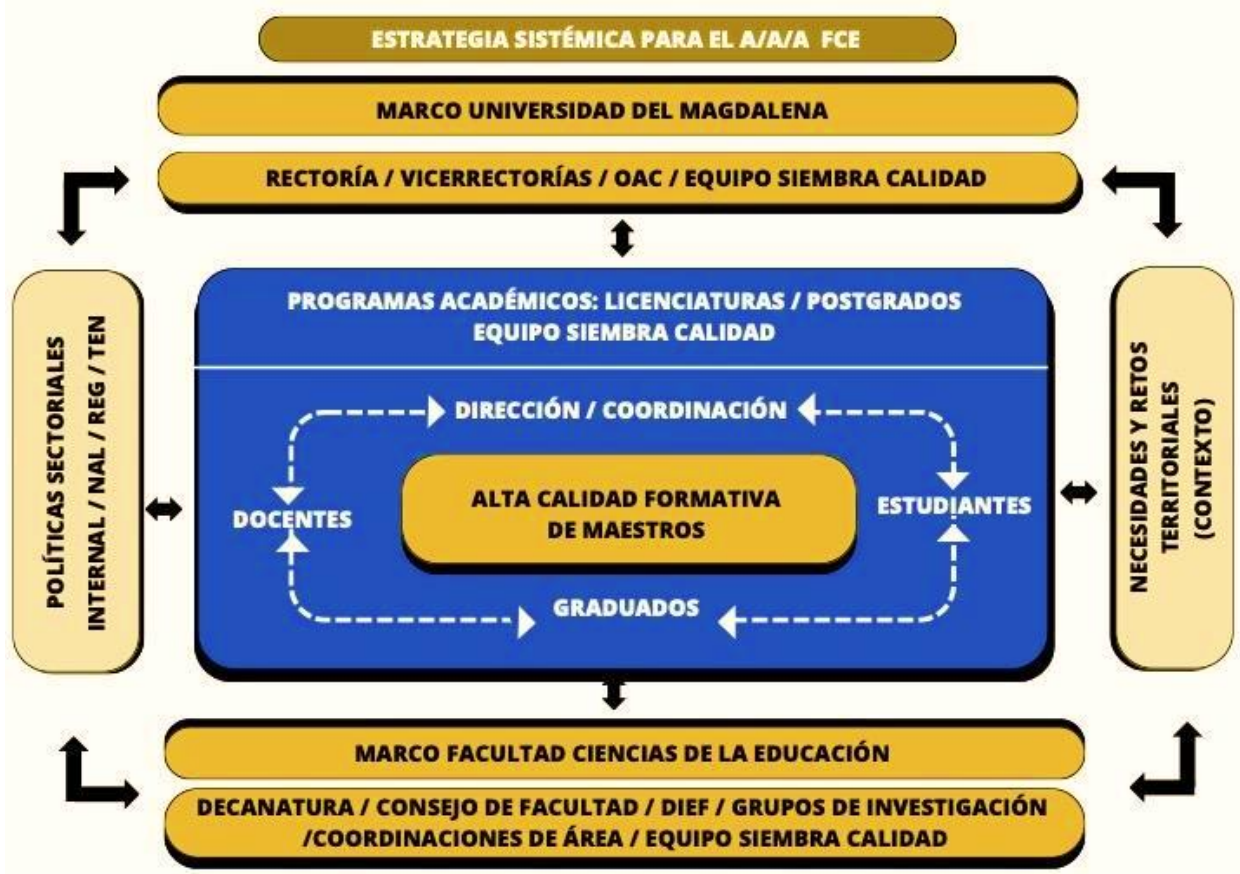 ESTRATEGIA SISTÉMICA PARA EL A/A/A FCE
MARCO UNIVERSIDAD DEL MAGDALENA
RECTORÍA / VICERRECTORÍAS / OAC / EQUIPO SIEMBRA CALIDAD
POLÍTICAS SECTORIALES
INTERNAL / NAL / REG / TEN
PROGRAMAS ACADÉMICOS: LICENCIATURAS / POSTGRADOS
EQUIPO SIEMBRA CALIDAD
DIRECCIÓN / COORDINACIÓN
DOCENTES
ALTA CALIDAD FORMATIVA
DE MAESTROS
ESTUDIANTES
GRADUADOS
NECESIDADES Y RETOS
TERRITORIALES
(CONTEXTO)
MARCO FACULTAD CIENCIAS DE LA EDUCACIÓN
DECANATURA / CONSEJO DE FACULTAD / DIEF / GRUPOS DE INVESTIGACIÓN
/COORDINACIONES DE ÁREA / EQUIPO SIEMBRA CALIDAD